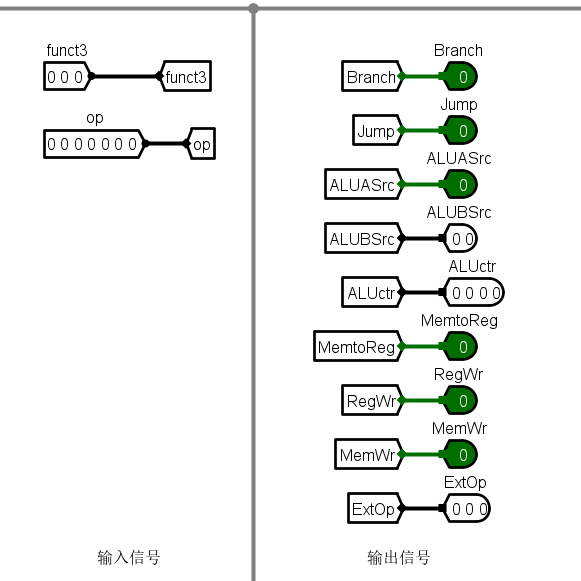 funct3
0 0 0 funct3
op
0 0 0 0 0 0 0 op
输入信号
Branch
Branch 0
Jump
Jump 0
ALUASrc
ALUASrc 0
ALUBSrc
ALUBSrc 0 0
ALUctr
ALUctr 0 0 0 0
MemtoReg
MemtoReg 0
RegWr
RegWr 0
MemWr
MemWr 0
ExtOp
ExtOp 0 0 0
输出信号